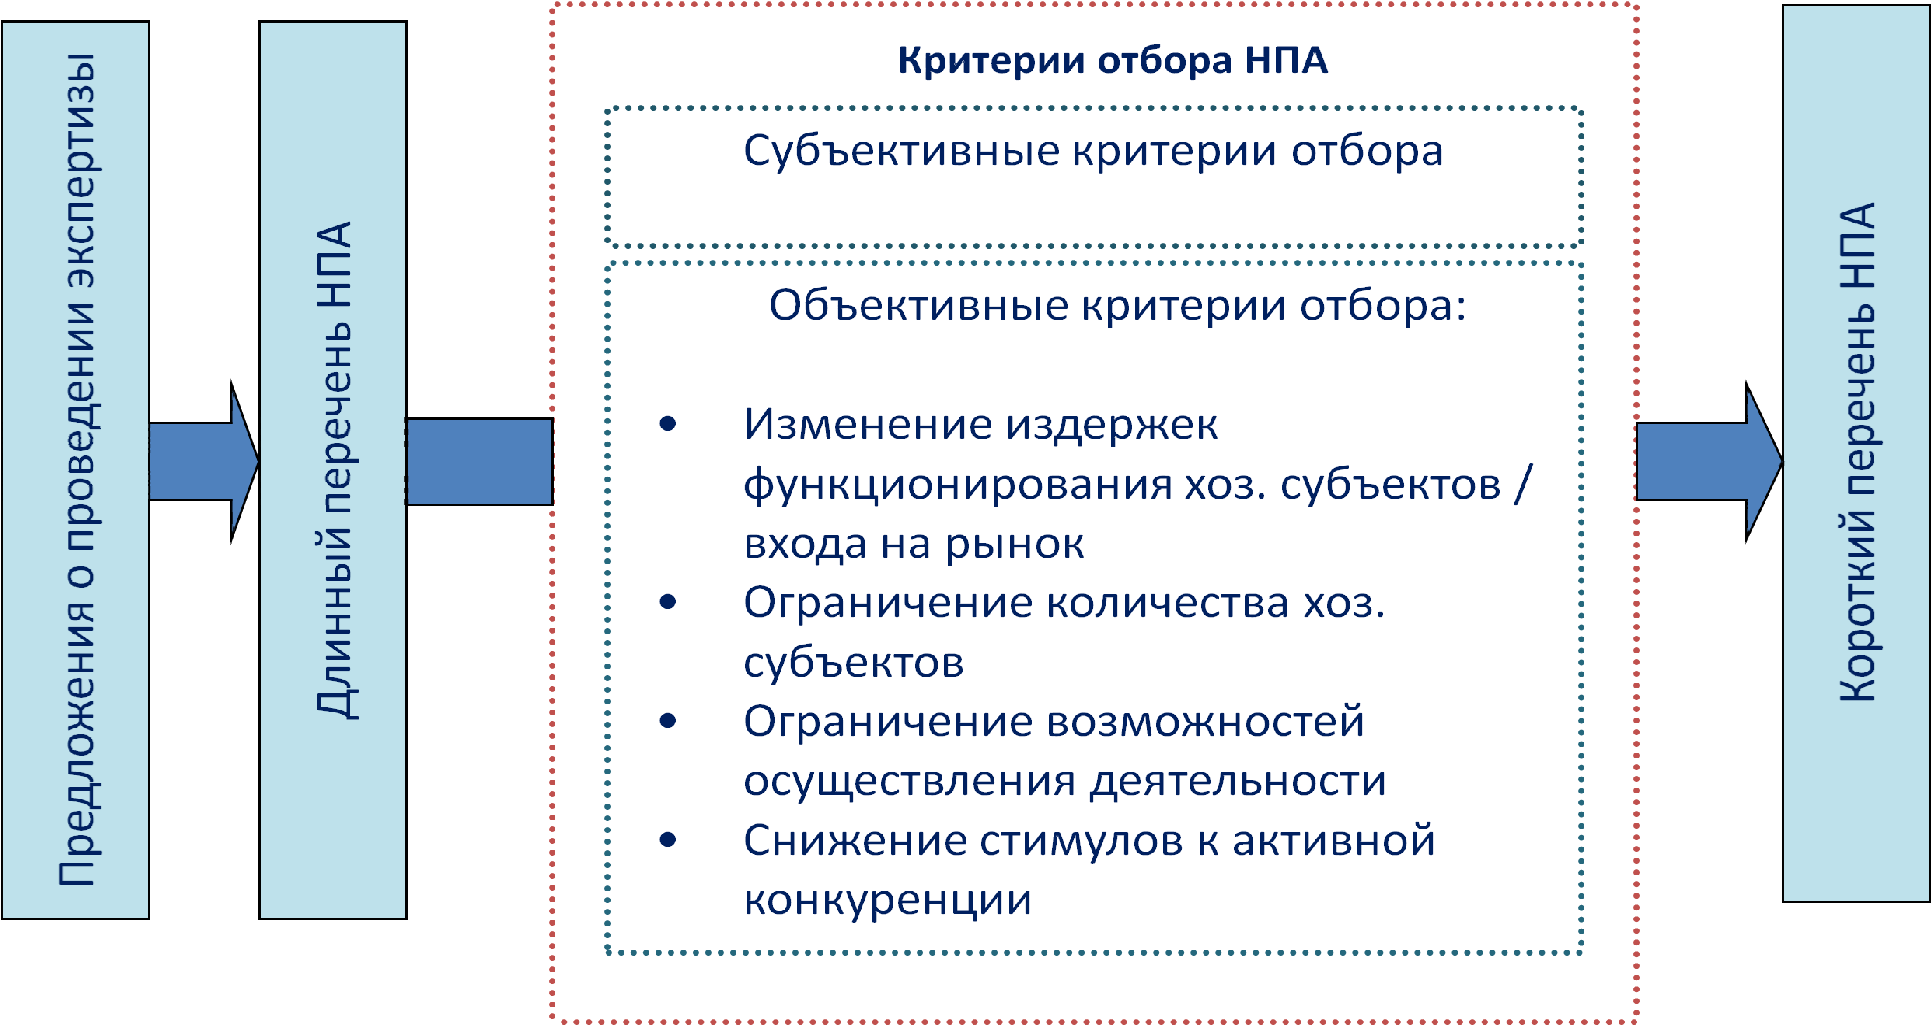 Предложения о проведении экспертизы
Длинный перечень НПА
Критерии отбора НПА
Субъективные критерии отбора
Объективные критерии отбора:
• Изменение издержек
функционирования хоз. субъектов /
входа на рынок
• Ограничение количества хоз.
субъектов
• Ограничение возможностей
осуществления деятельности
• Снижение стимулов к активной
конкуренции
Короткий перечень НПА